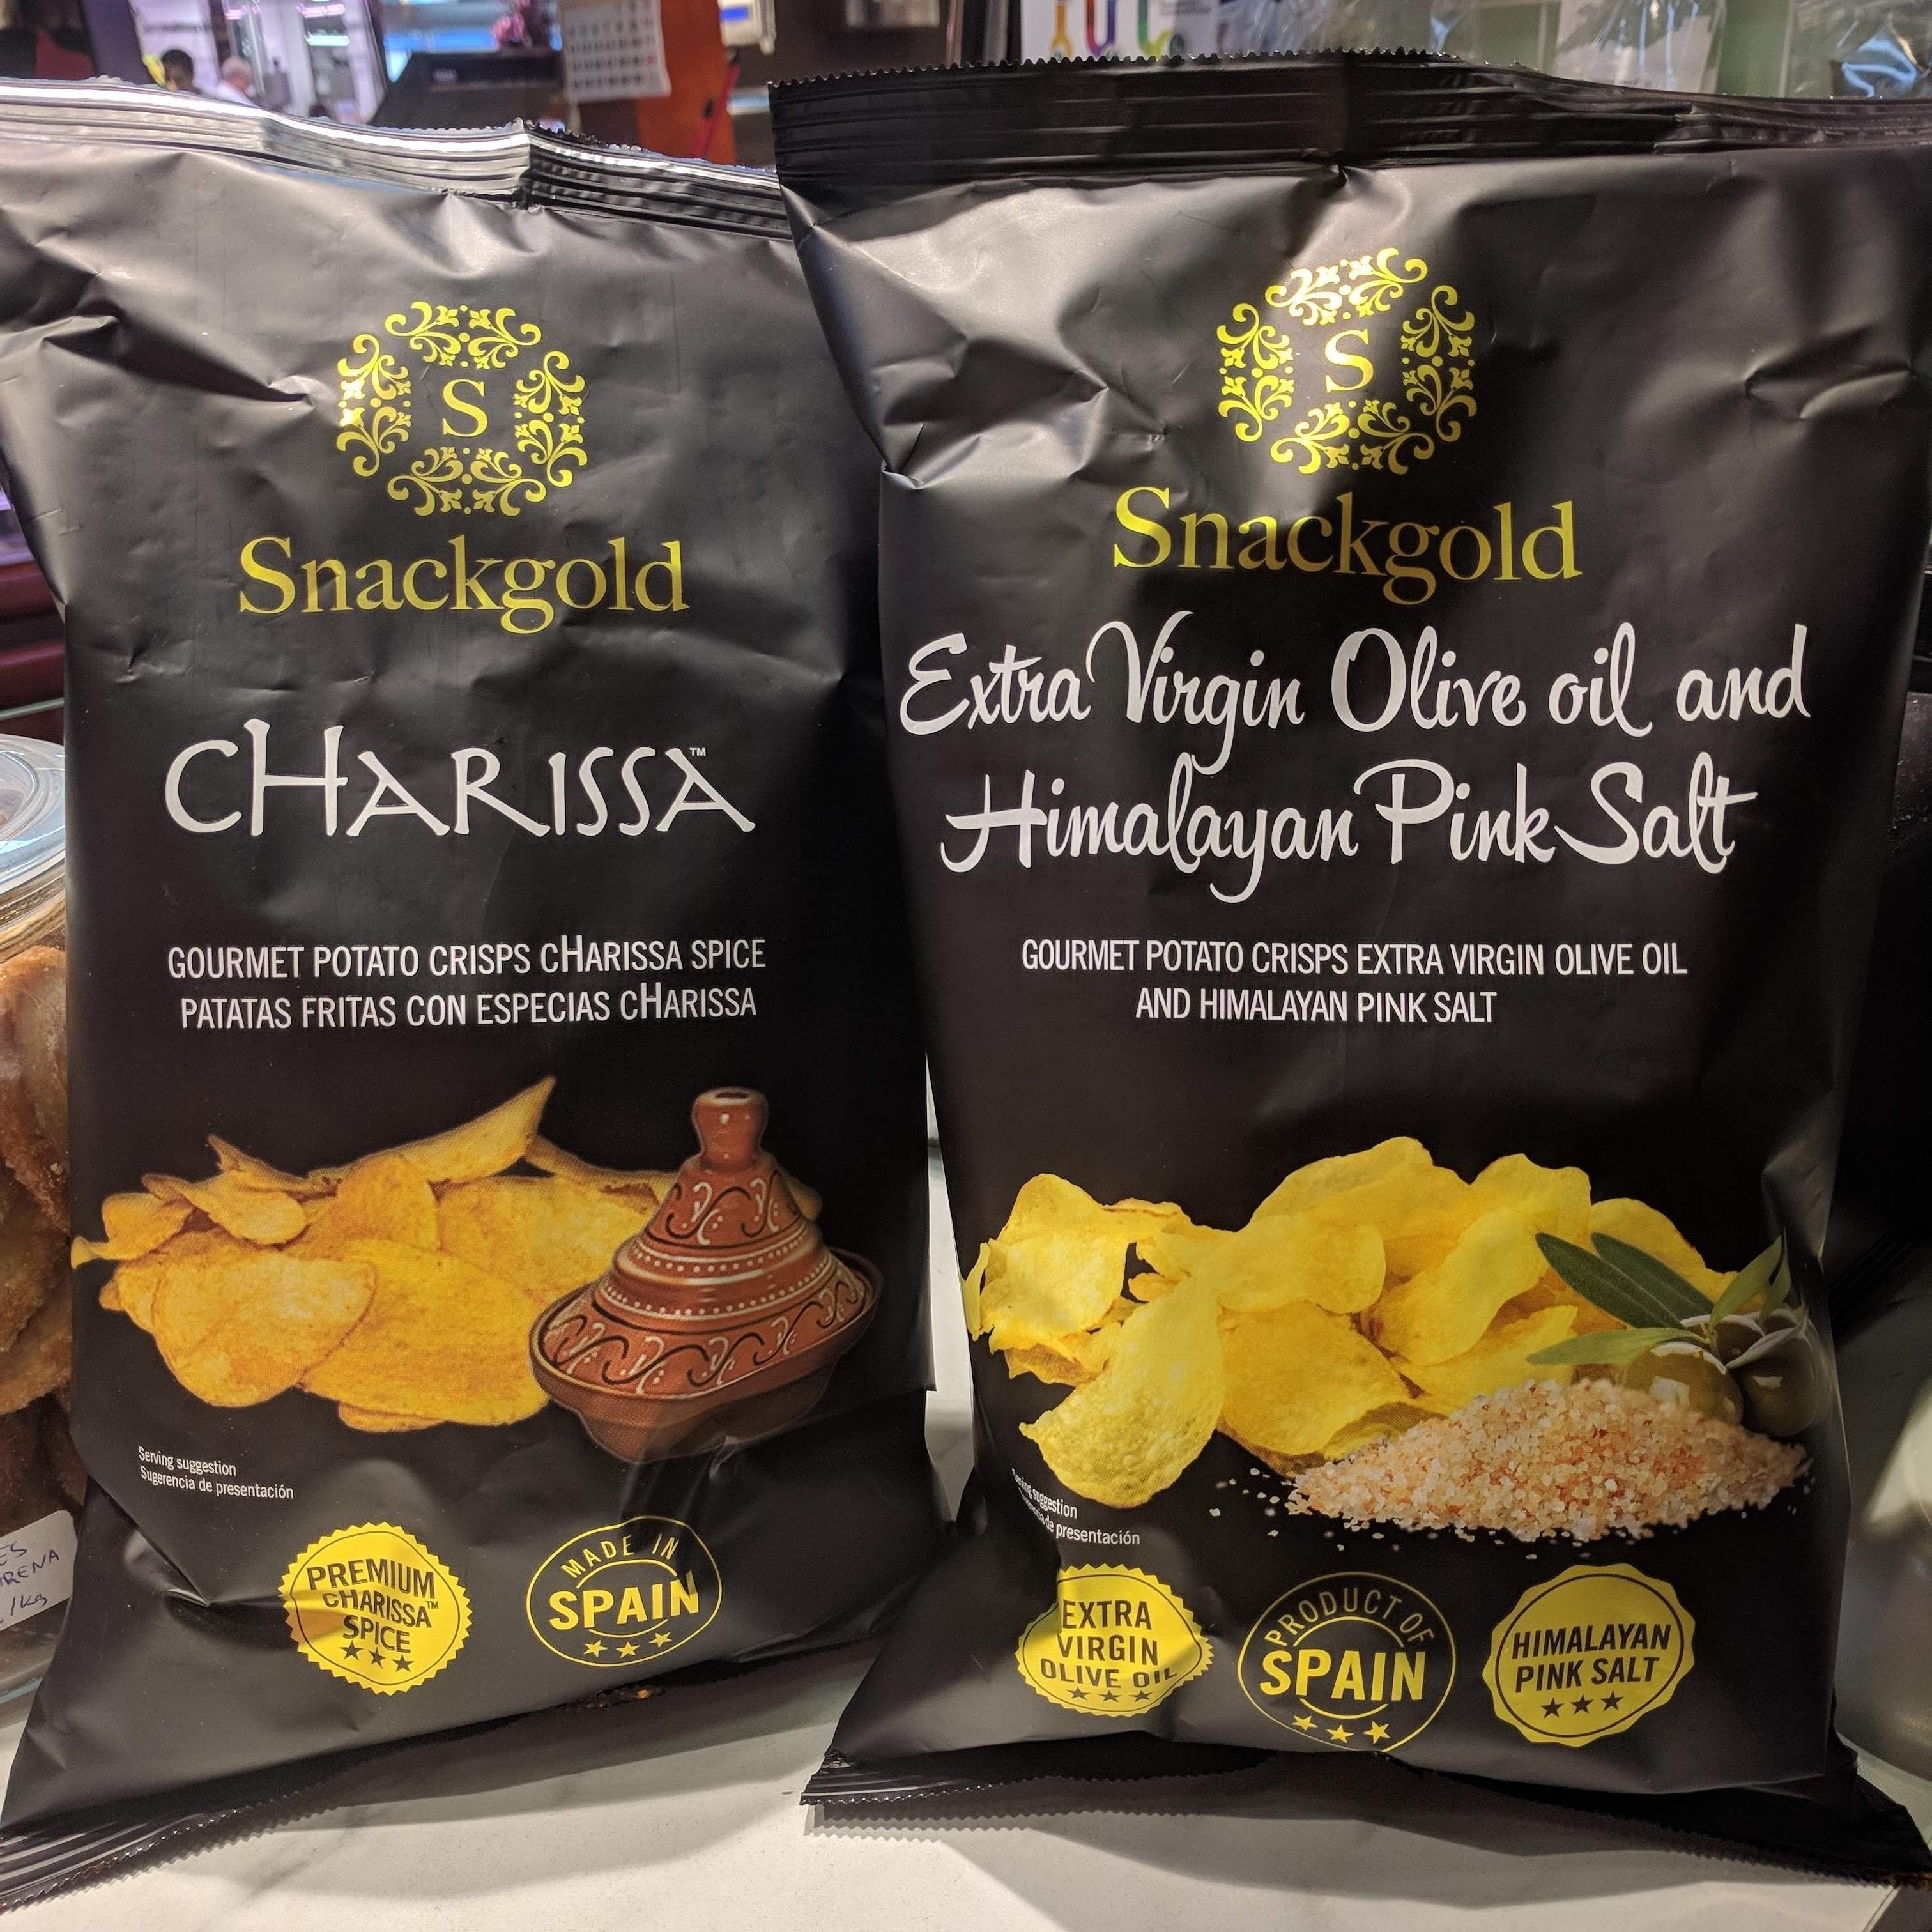 S
Snackgold
CHARISSA™
GOURMET POTATO CRISPS CHARISSA SPICE
PATATAS FRITAS CON ESPECIAS CHARISSA
Serving suggestion
Sugerencia de presentación
PREMIUM
CHARISSA™
SPICE
MADE IN
SPAIN
S
Snackgold
Extra Virgin Olive oil and
Himalayan Pink Salt
GOURMET POTATO CRISPS EXTRA VIRGIN OLIVE OIL
AND HIMALAYAN PINK SALT
suggestion
de presentación
EXTRA
VIRGIN
OLIVE OIL
PRODUCT OF
SPAIN
HIMALAYAN
PINK SALT